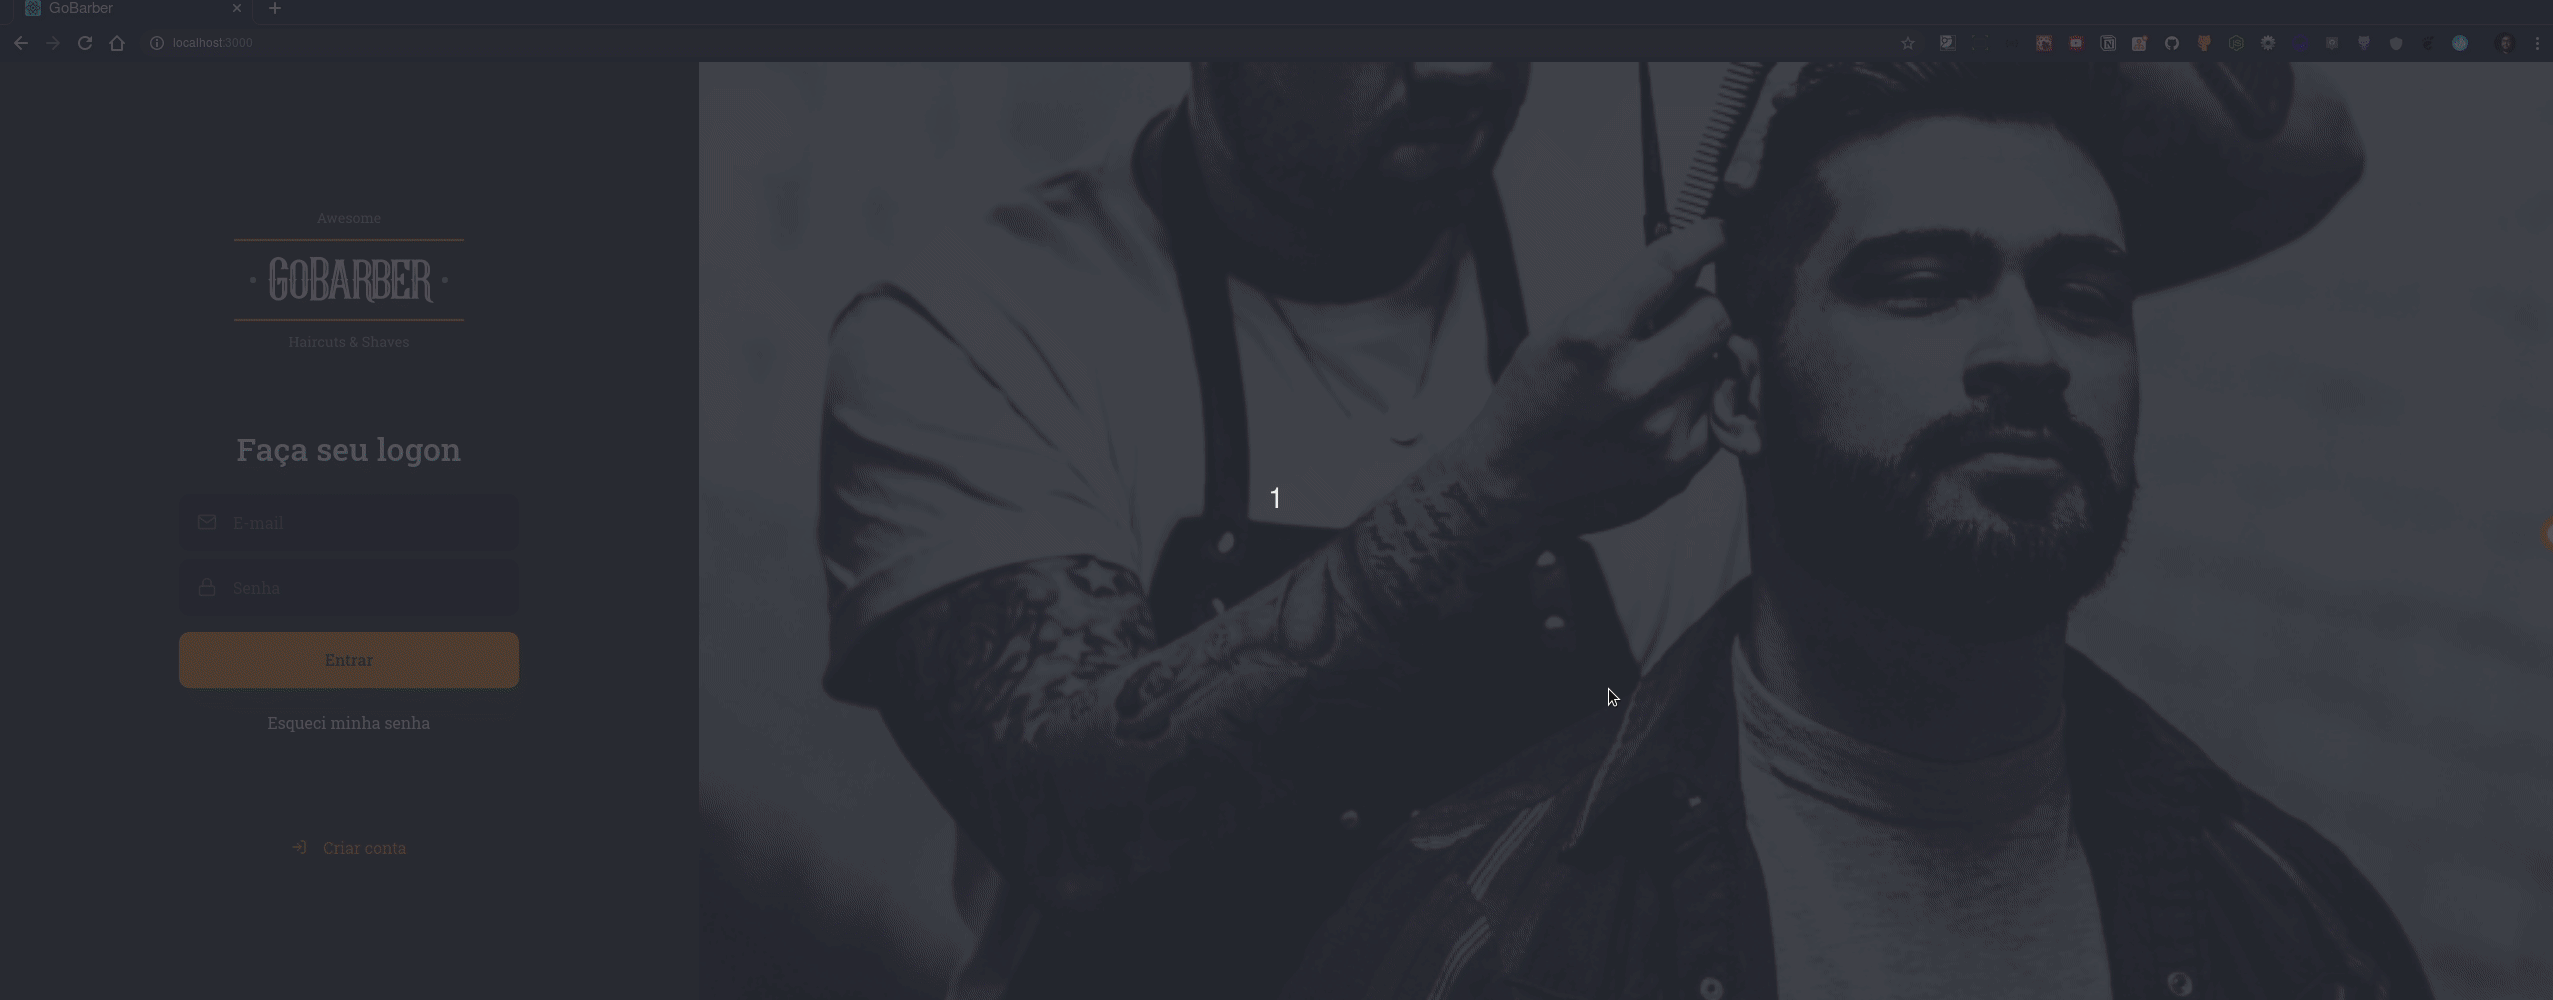 GoBarber
localhost:3000
Awesome
GOBARBER
Haircuts & Shaves
Faça seu logon
E-mail
Senha
Entrar
Esqueci minha senha
Criar conta
1